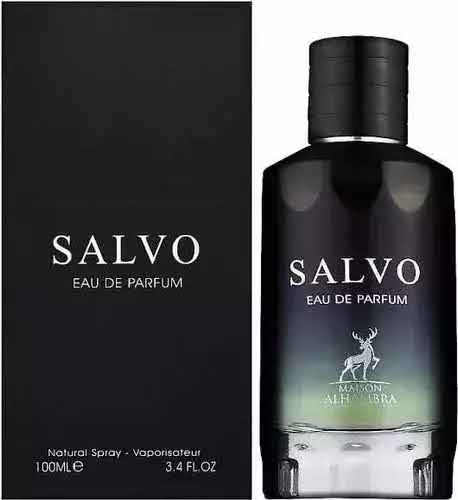 SALVO
EAU DE PARFUM
Natural Spray - Vaporisateur
100ML℮ 3.4 FL.OZ
SALVO
EAU DE PARFUM
MAISON
ALHAMBRA